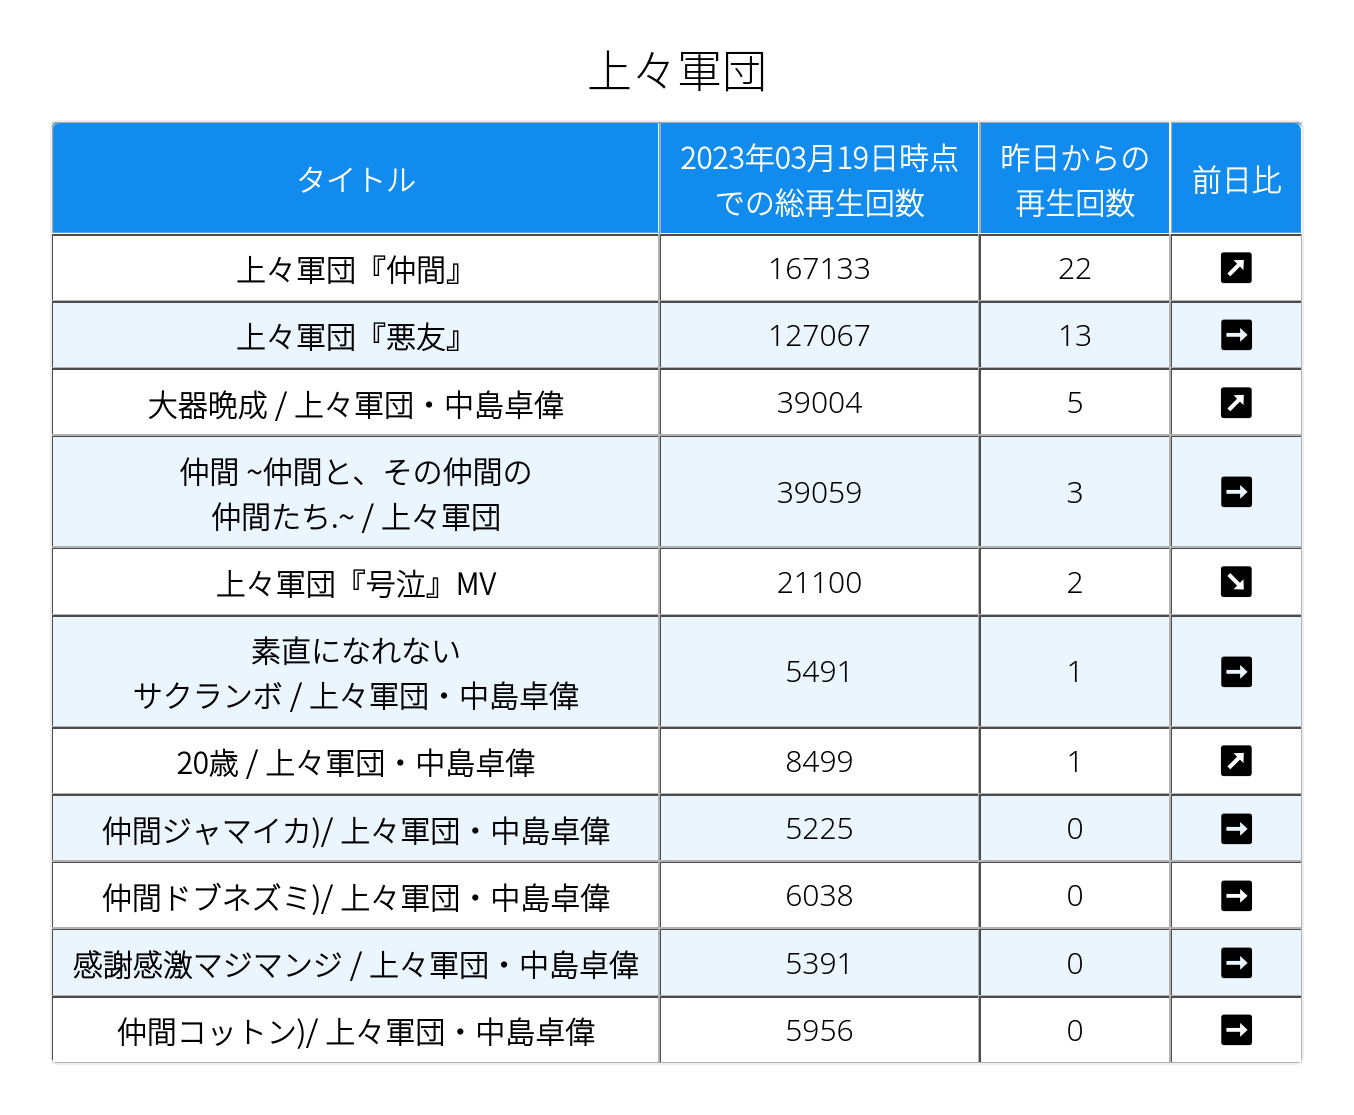 上々軍団
タイトル
2023年03月19日時点
での総再生回数
昨日からの
再生回数
前日比
上々軍団『仲間』
167133
22
上々軍団『悪友』
127067
13
大器晩成 / 上々軍団・中島卓偉
39004
5
仲間 ~仲間と、その仲間の
仲間たち.~ / 上々軍団
39059
3
上々軍団『号泣』MV
21100
2
素直になれない
サクランボ / 上々軍団・中島卓偉
5491
1
20歳 / 上々軍団・中島卓偉
8499
1
仲間ジャマイカ)/ 上々軍団・中島卓偉
5225
0
仲間ドブネズミ)/ 上々軍団・中島卓偉
6038
0
感謝感激マジマンジ / 上々軍団・中島卓偉
5391
0
仲間コットン)/ 上々軍団・中島卓偉
5956
0